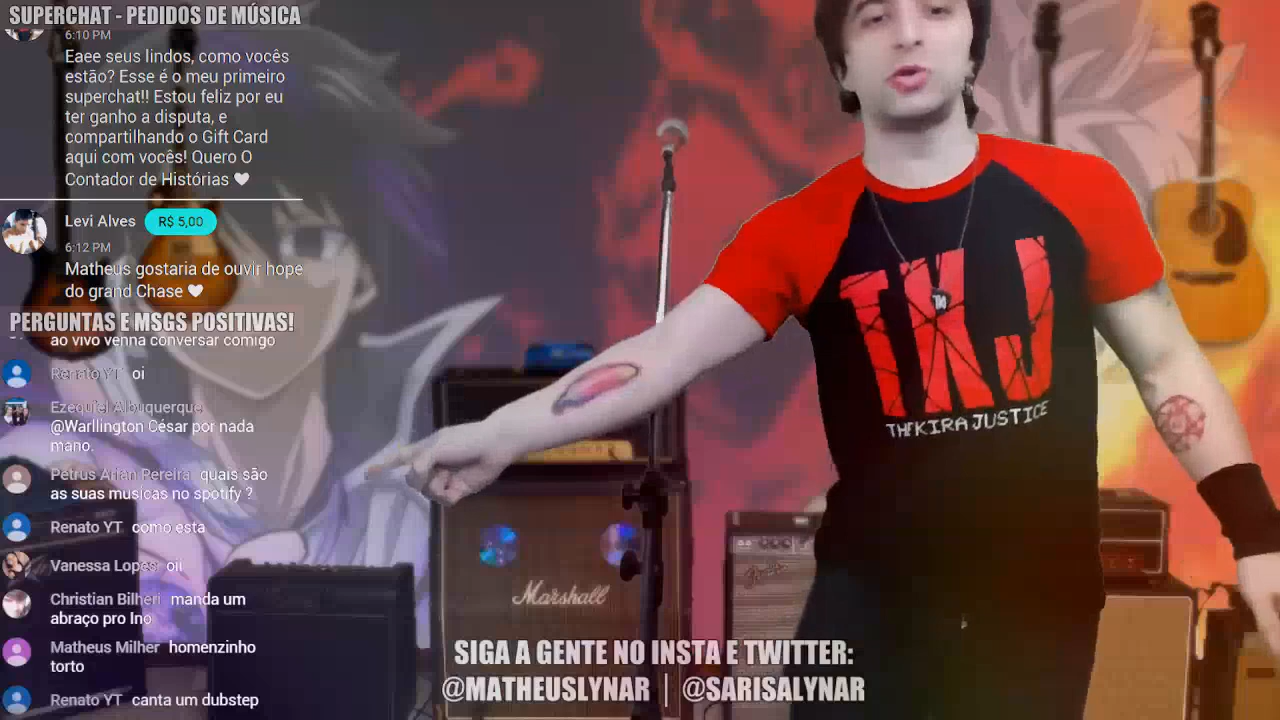 SUPERCHAT - PEDIDOS DE MÚSICA
6:10 PM
Eaee seus lindos, como vocês
estão? Esse é o meu primeiro
superchat!! Estou feliz por eu
ter ganho a disputa, e
compartilhando o Gift Card
aqui com vocês! Quero O
Contador de Histórias ❤
Levi Alves R$ 5,00
6:12 PM
Matheus gostaria de ouvir hope
do grand Chase ❤
PERGUNTAS E MSGS POSITIVAS!
ao vivo venna conversar comigo
Renato YT oi
Ezequiel Albuquerque
@Warllington César por nada
mano.
Petrus Arlan Pereira quais são
as suas musicas no spotify ?
Renato YT como esta
Vanessa Lopes oii
Christian Bilheri manda um
abraço pro Ino
Matheus Milher homenzinho
torto
Renato YT canta um dubstep
TKJ
THEKIRAJUSTICE
Marshall
Fender
SIGA A GENTE NO INSTA E TWITTER:
@MATHEUSLYNAR | @SARISALYNAR